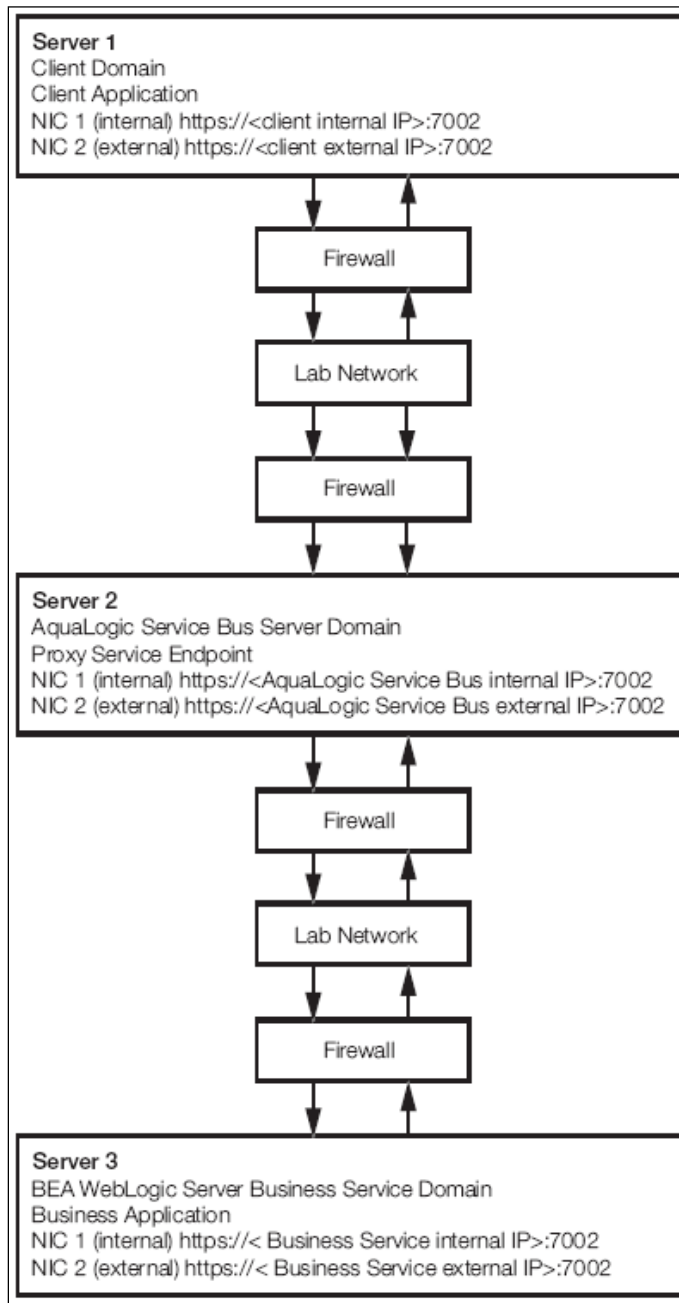 Server 1
Client Domain
Client Application
NIC 1 (internal) https://<client internal IP>:7002
NIC 2 (external) https://<client external IP>:7002
Firewall
Lab Network
Firewall
Server 2
AquaLogic Service Bus Server Domain
Proxy Service Endpoint
NIC 1 (internal) https://<AquaLogic Service Bus internal IP>:7002
NIC 2 (external) https://<AquaLogic Service Bus external IP>:7002
Firewall
Lab Network
Firewall
Server 3
BEA WebLogic Server Business Service Domain
Business Application
NIC 1 (internal) https://< Business Service internal IP>:7002
NIC 2 (external) https://< Business Service external IP>:7002